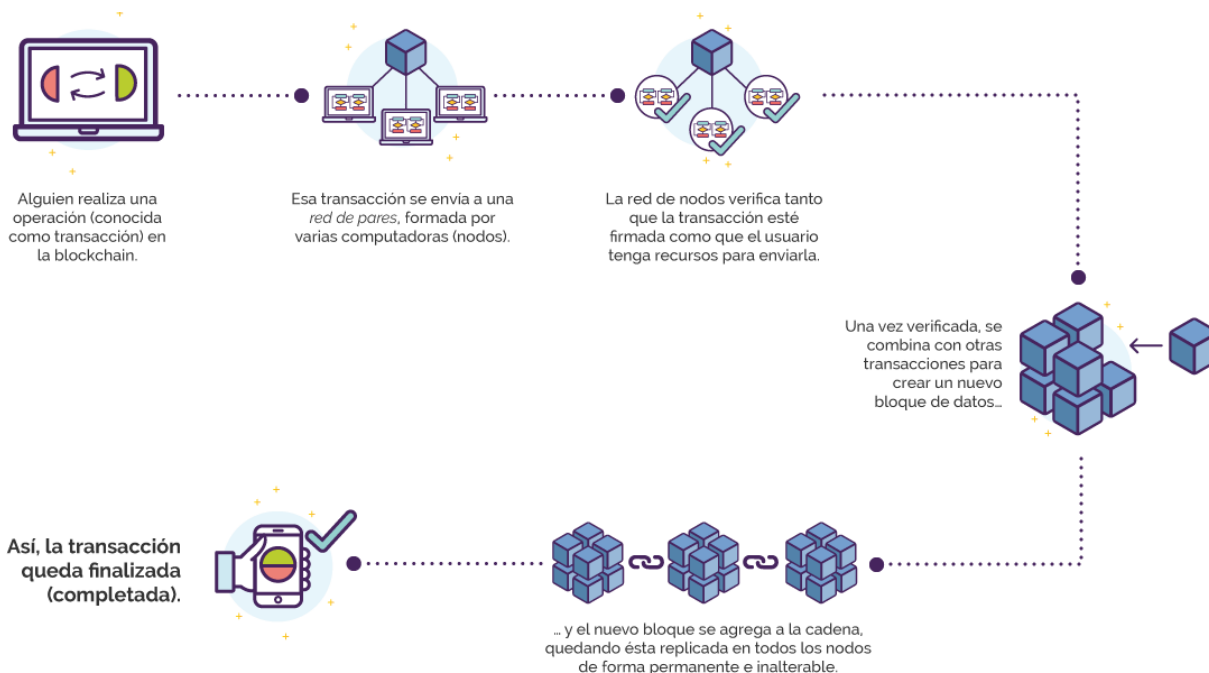 Alguien realiza una
operación (conocida
como transacción) en
la blockchain.
Esa transacción se envía a una
red de pares, formada por
varias computadoras (nodos).
La red de nodos verifica tanto
que la transacción esté
firmada como que el usuario
tenga recursos para enviarla.
Una vez verificada, se
combina con otras
transacciones para
crear un nuevo
bloque de datos...
... y el nuevo bloque se agrega a la cadena,
quedando ésta replicada en todos los nodos
de forma permanente e inalterable.
Así, la transacción
queda finalizada
(completada).